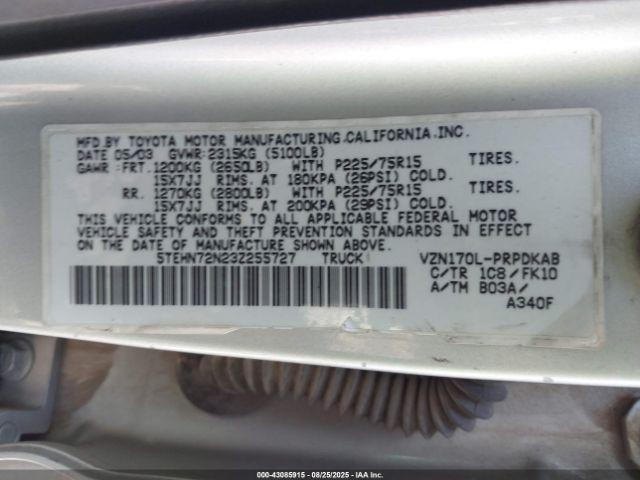 MFD.BY TOYOTA MOTOR MANUFACTURING.CALIFORNIA.INC.
DATE 05/03 GVWR:2315KG (5100LB)
GAWR :FRT.1200KG (2650LB) WITH P225/75R15 TIRES.
15X7JJ RIMS. AT 180KPA (26PSI) COLD.
RR. 1270KG (2800LB) WITH P225/75R15 TIRES.
15X7JJ RIMS. AT 200KPA (29PSI) COLD.
THIS VEHICLE CONFORMS TO ALL APPLICABLE FEDERAL MOTOR
VEHICLE SAFETY AND THEFT PREVENTION STANDARDS IN EFFECT
ON THE DATE OF MANUFACTURE SHOWN ABOVE.
5TEHN72N23Z255727 TRUCK VZN170L-PRPDKAB
C/TR 1C8/FK10
A/TM B03A/
A340F
000-43085915 - 08/25/2025 - IAAI.com